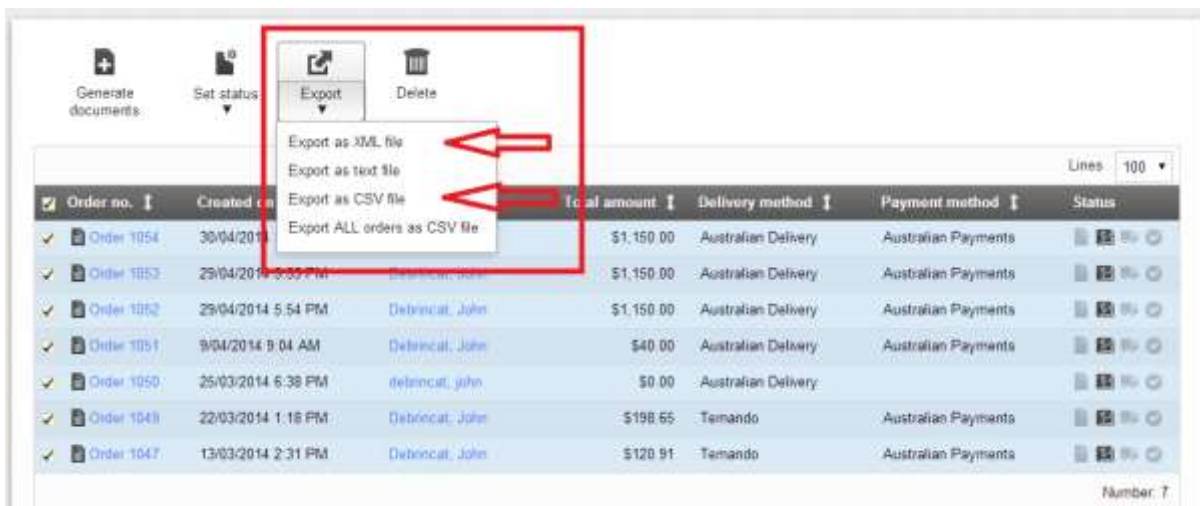 Generate documents
Set status
Export
Delete
Export as XML file
Export as text file
Export as CSV file
Export ALL orders as CSV file
Lines 100
Order no. Created on Total amount Delivery method Payment method Status
Order 1054 30/04/2014 $1,150.00 Australian Delivery Australian Payments
Order 1053 29/04/2014 PM Debrincat, John $1,150.00 Australian Delivery Australian Payments
Order 1052 29/04/2014 5:54 PM Debrincat, John $1,150.00 Australian Delivery Australian Payments
Order 1051 9/04/2014 9:04 AM Debrincat, John $40.00 Australian Delivery Australian Payments
Order 1050 25/03/2014 6:38 PM debrincat, john $0.00 Australian Delivery
Order 1049 22/03/2014 1:18 PM Debrincat, John $198.65 Temando Australian Payments
Order 1047 13/03/2014 2:31 PM Debrincat, John $120.91 Temando Australian Payments
Number: 7